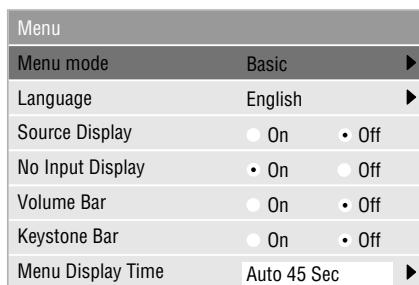 Menu
Menu mode Basic
Language English
Source Display On Off
No Input Display On Off
Volume Bar On Off
Keystone Bar On Off
Menu Display Time Auto 45 Sec